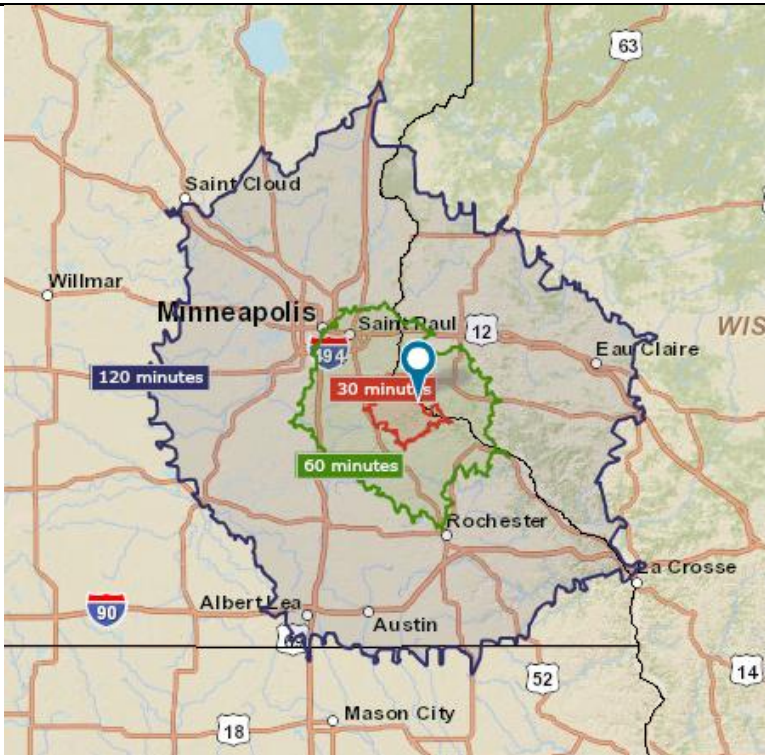 63
Saint Cloud
Willmar
Minneapolis
Saint Paul
12
WIS
494
Eau Claire
120 minutes
30 minutes
60 minutes
Rochester
La Crosse
90
Albert Lea
Austin
69
52
14
Mason City
18